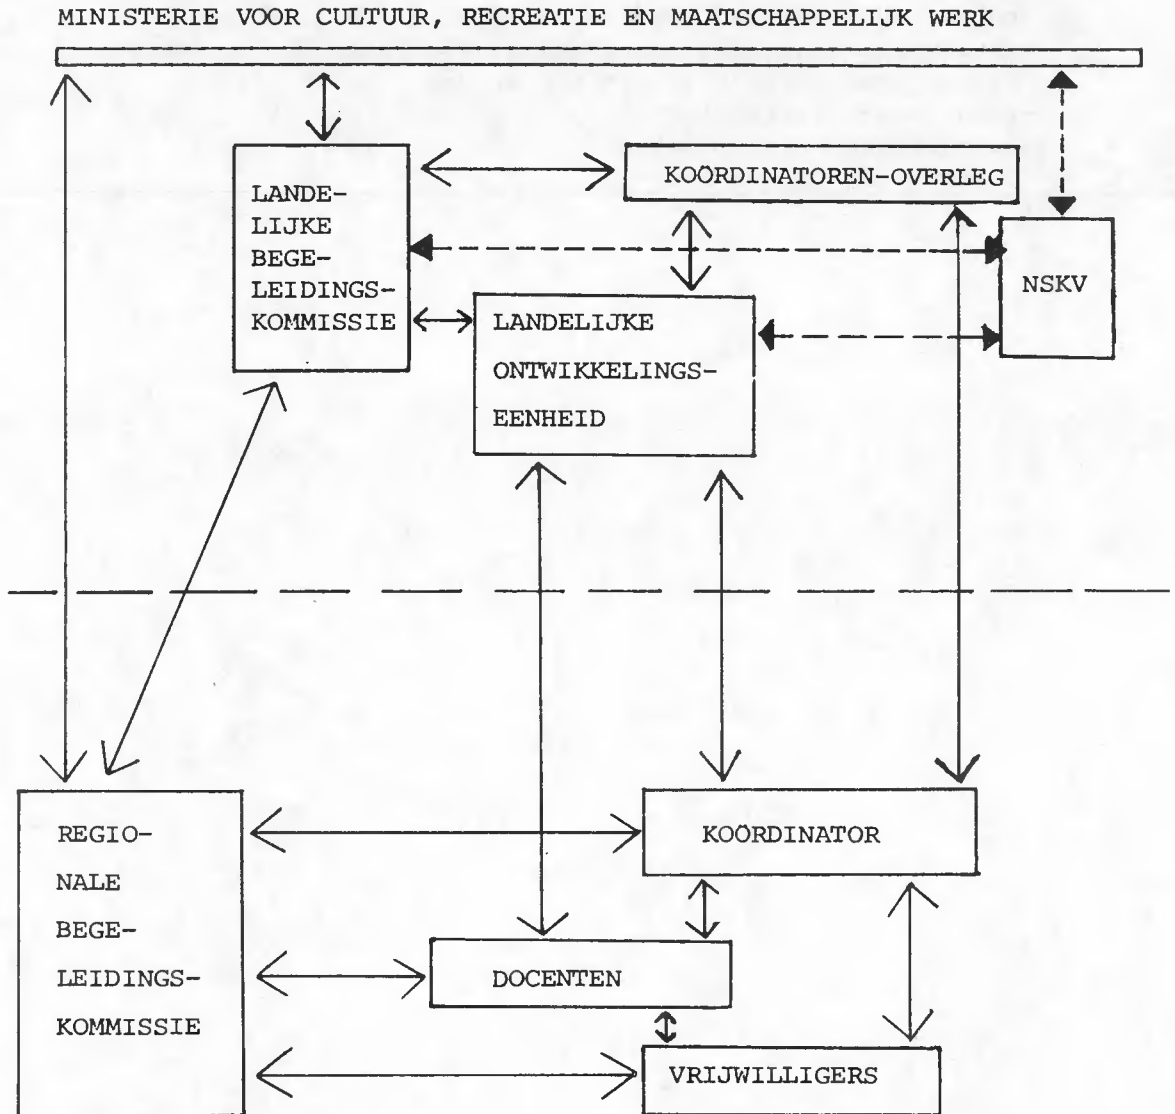 MINISTERIE VOOR CULTUUR, RECREATIE EN MAATSCHAPPELIJK WERK
LANDE-
LIJKE
BEGE-
LEIDINGS-
KOMMISSIE
KOÖRDINATOREN-OVERLEG
NSKV
LANDELIJKE
ONTWIKKELINGS-
EENHEID
REGIO-
NALE
BEGE-
LEIDINGS-
KOMMISSIE
KOÖRDINATOR
DOCENTEN
VRIJWILLIGERS